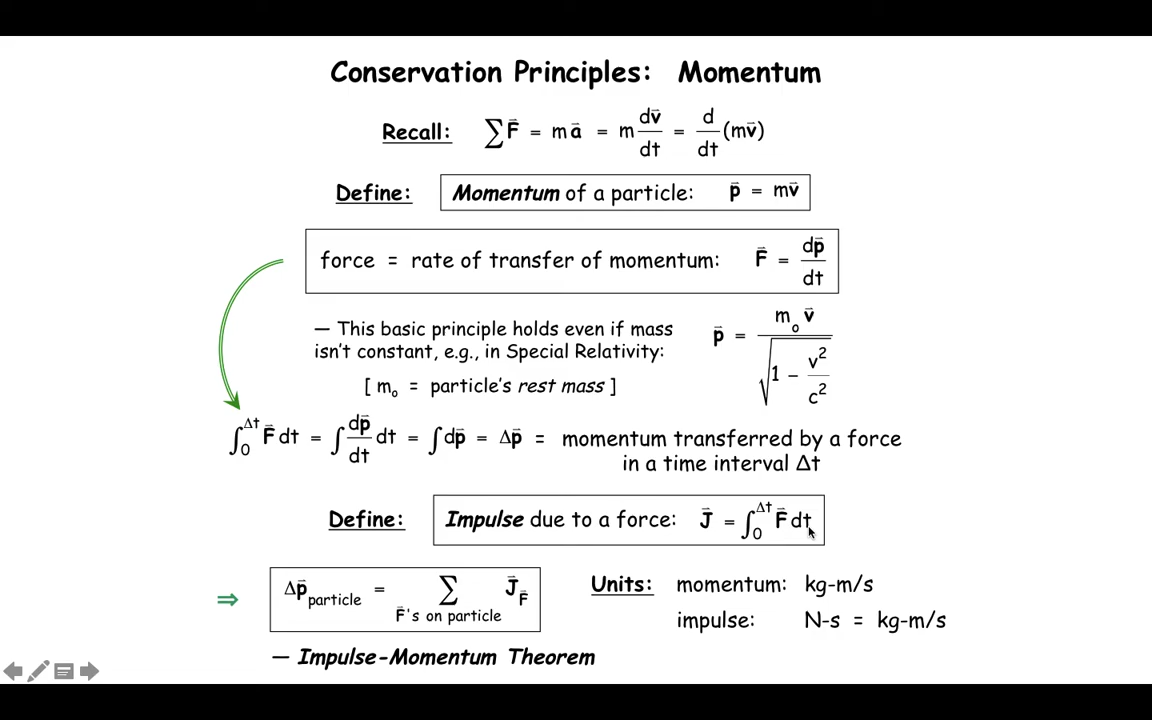 Conservation Principles: Momentum
Recall: ∑F⃗ = ma⃗ = m dv⃗/dt = d/dt (mv⃗)
Define: Momentum of a particle: p⃗ = mv⃗
force = rate of transfer of momentum: F⃗ = dp⃗/dt
— This basic principle holds even if mass
isn't constant, e.g., in Special Relativity:
[ mₒ = particle's rest mass ]
p⃗ = mₒ v⃗ / √(1 − v²/c²)
∫₀^Δt F⃗ dt = ∫ dp⃗/dt dt = ∫ dp⃗ = Δp⃗ = momentum transferred by a force
in a time interval Δt
Define: Impulse due to a force: J⃗ = ∫₀^Δt F⃗ dt
⇒ Δp⃗ particle = ∑ J⃗ F⃗
F⃗'s on particle
— Impulse-Momentum Theorem
Units: momentum: kg-m/s
impulse: N-s = kg-m/s